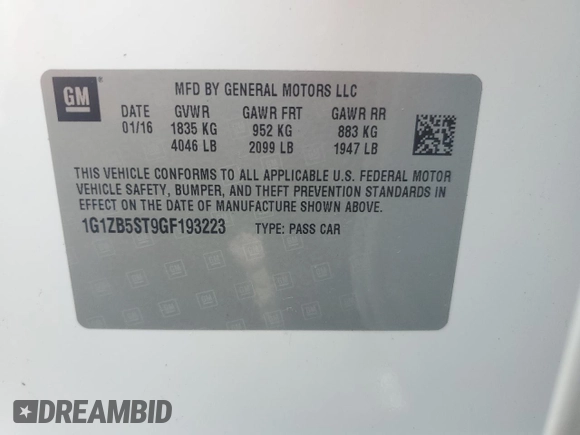 GM
MFD BY GENERAL MOTORS LLC
DATE GVWR GAWR FRT GAWR RR
01/16 1835 KG 952 KG 883 KG
4046 LB 2099 LB 1947 LB
THIS VEHICLE CONFORMS TO ALL APPLICABLE U.S. FEDERAL MOTOR
VEHICLE SAFETY, BUMPER, AND THEFT PREVENTION STANDARDS IN
EFFECT ON THE DATE OF MANUFACTURE SHOWN ABOVE.
1G1ZB5ST9GF193223 TYPE: PASS CAR
DREAMBID